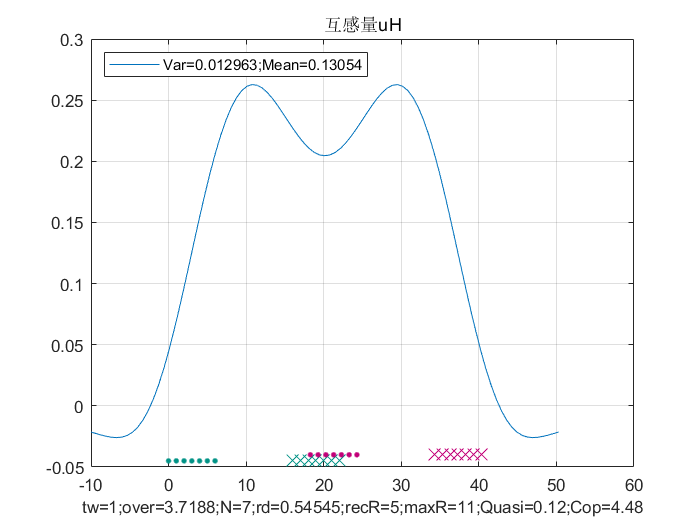 互感量uH
0.3
Var=0.012963;Mean=0.13054
0.25
0.2
0.15
0.1
0.05
0
-0.05
-10 0 10 20 30 40 50 60
tw=1;over=3.7188;N=7;rd=0.54545;recR=5;maxR=11;Quasi=0.12;Cop=4.48